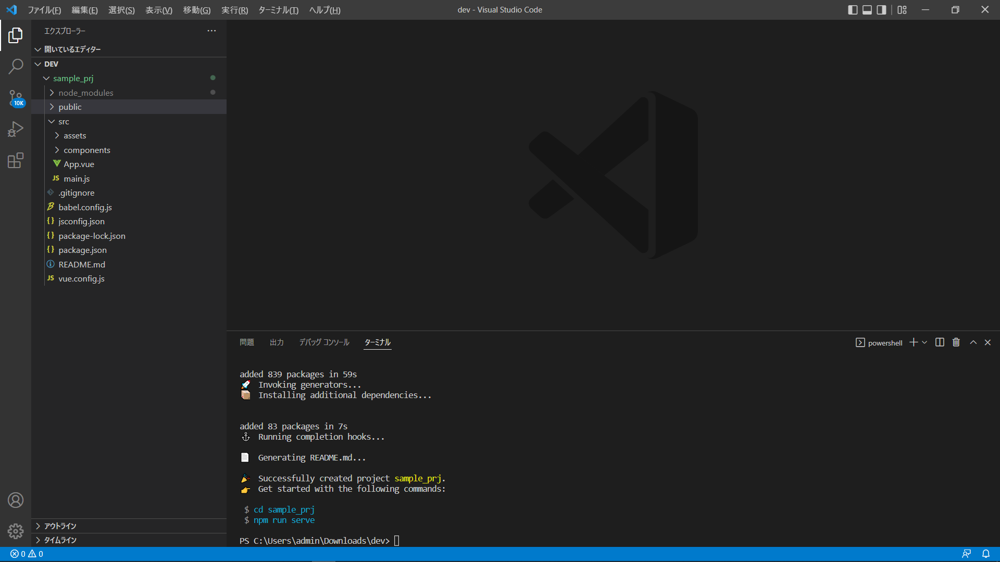 ファイル(F) 編集(E) 選択(S) 表示(V) 移動(G) 実行(R) ターミナル(T) ヘルプ(H) dev - Visual Studio Code
エクスプローラー
開いているエディター
DEV
sample_prj
node_modules
10K
public
src
assets
components
App.vue
JS main.js
.gitignore
babel.config.js
{} jsconfig.json
{} package-lock.json
{} package.json
README.md
JS vue.config.js
アウトライン
タイムライン
問題 出力 デバッグ コンソール ターミナル powershell
added 839 packages in 59s
🚀 Invoking generators...
📦 Installing additional dependencies...
added 83 packages in 7s
⚓ Running completion hooks...
📄 Generating README.md...
🎉 Successfully created project sample_prj.
👉 Get started with the following commands:
$ cd sample_prj
$ npm run serve
PS C:\Users\admin\Downloads\dev>
0 0